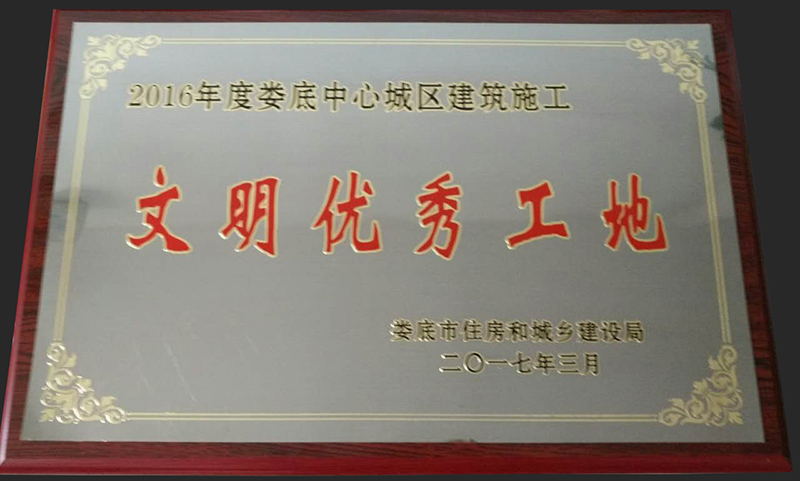 2016年度娄底中心城区建筑施工
文明优秀工地
娄底市住房和城乡建设局
二〇一七年三月